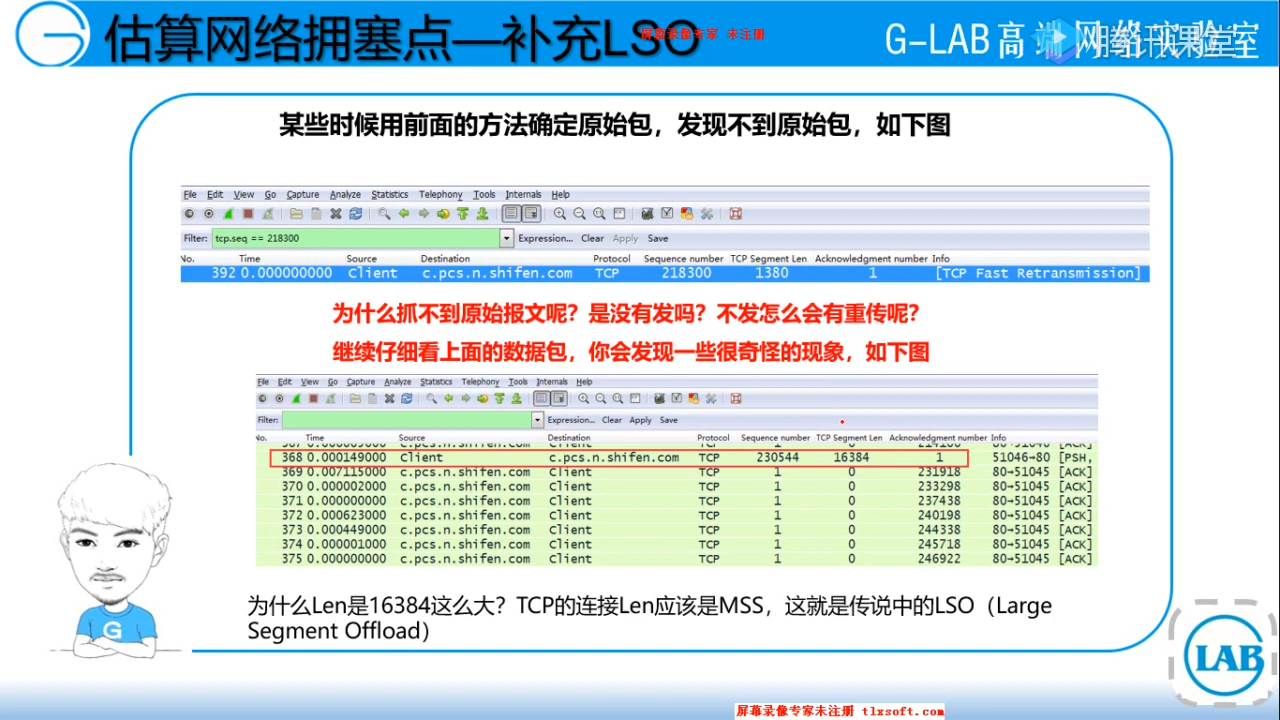 估算网络拥塞点—补充LSO
屏幕录像专家 未注册
G-LAB高端网络实验室
腾讯课堂
某些时候用前面的方法确定原始包，发现不到原始包，如下图
File Edit View Go Capture Analyze Statistics Telephony Tools Internals Help
Filter: tcp.seq == 218300 Expression... Clear Apply Save
No. Time Source Destination Protocol Sequence number TCP Segment Len Acknowledgment number Info
392 0.000000000 Client c.pcs.n.shifen.com TCP 218300 1380 1 [TCP Fast Retransmission]
为什么抓不到原始报文呢？是没有发吗？不发怎么会有重传呢？
继续仔细看上面的数据包，你会发现一些很奇怪的现象，如下图
File Edit View Go Capture Analyze Statistics Telephony Tools Internals Help
Filter: Expression... Clear Apply Save
No. Time Source Destination Protocol Sequence number TCP Segment Len Acknowledgment number Info
368 0.000149000 Client c.pcs.n.shifen.com TCP 230544 16384 1 51046→80 [PSH,
369 0.007115000 c.pcs.n.shifen.com Client TCP 1 0 231918 80→51045 [ACK]
370 0.000002000 c.pcs.n.shifen.com Client TCP 1 0 233298 80→51045 [ACK]
371 0.000000000 c.pcs.n.shifen.com Client TCP 1 0 237438 80→51045 [ACK]
372 0.000623000 c.pcs.n.shifen.com Client TCP 1 0 240198 80→51045 [ACK]
373 0.000449000 c.pcs.n.shifen.com Client TCP 1 0 244338 80→51045 [ACK]
374 0.000001000 c.pcs.n.shifen.com Client TCP 1 0 245718 80→51045 [ACK]
375 0.000000000 c.pcs.n.shifen.com Client TCP 1 0 246922 80→51045 [ACK]
为什么Len是16384这么大？TCP的连接Len应该是MSS，这就是传说中的LSO（Large
Segment Offload）
G
LAB
屏幕录像专家未注册 tlxsoft.com